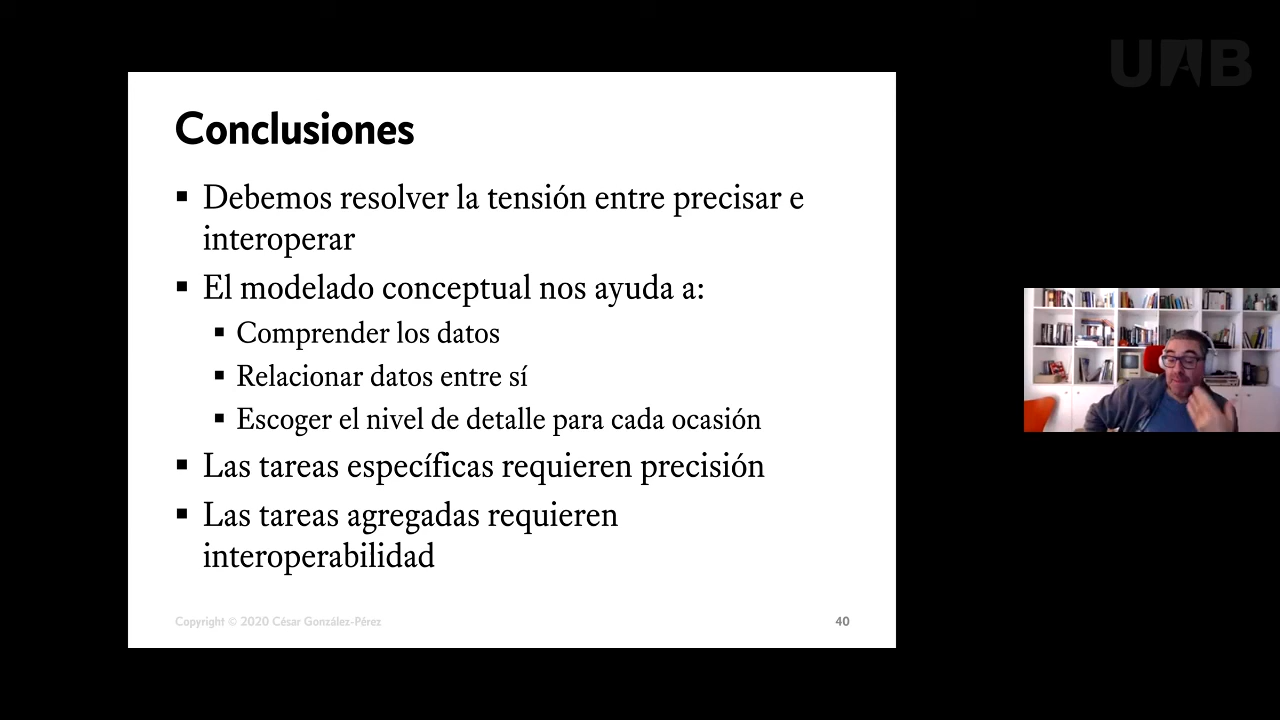 UAB
Conclusiones
▪ Debemos resolver la tensión entre precisar e
interoperar
▪ El modelado conceptual nos ayuda a:
▪ Comprender los datos
▪ Relacionar datos entre sí
▪ Escoger el nivel de detalle para cada ocasión
▪ Las tareas específicas requieren precisión
▪ Las tareas agregadas requieren
interoperabilidad
Copyright © 2020 César González-Pérez
40